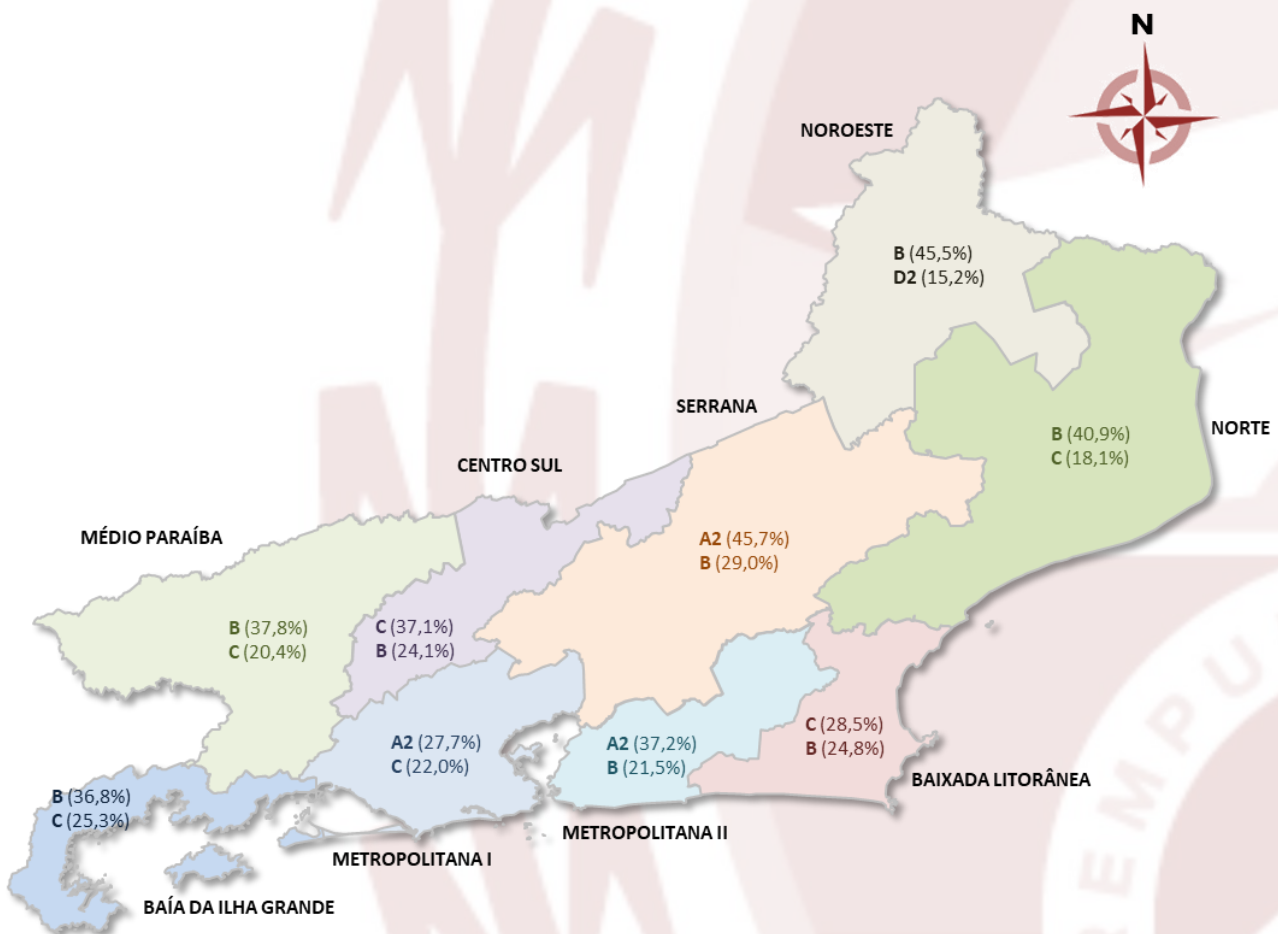 N
NOROESTE
B (45,5%)
D2 (15,2%)
SERRANA
NORTE
B (40,9%)
C (18,1%)
CENTRO SUL
MÉDIO PARAÍBA
A2 (45,7%)
B (29,0%)
B (37,8%)
C (20,4%)
C (37,1%)
B (24,1%)
A2 (27,7%)
C (22,0%)
A2 (37,2%)
B (21,5%)
C (28,5%)
B (24,8%)
BAIXADA LITORÂNEA
B (36,8%)
C (25,3%)
METROPOLITANA II
METROPOLITANA I
BAÍA DA ILHA GRANDE
REMPU